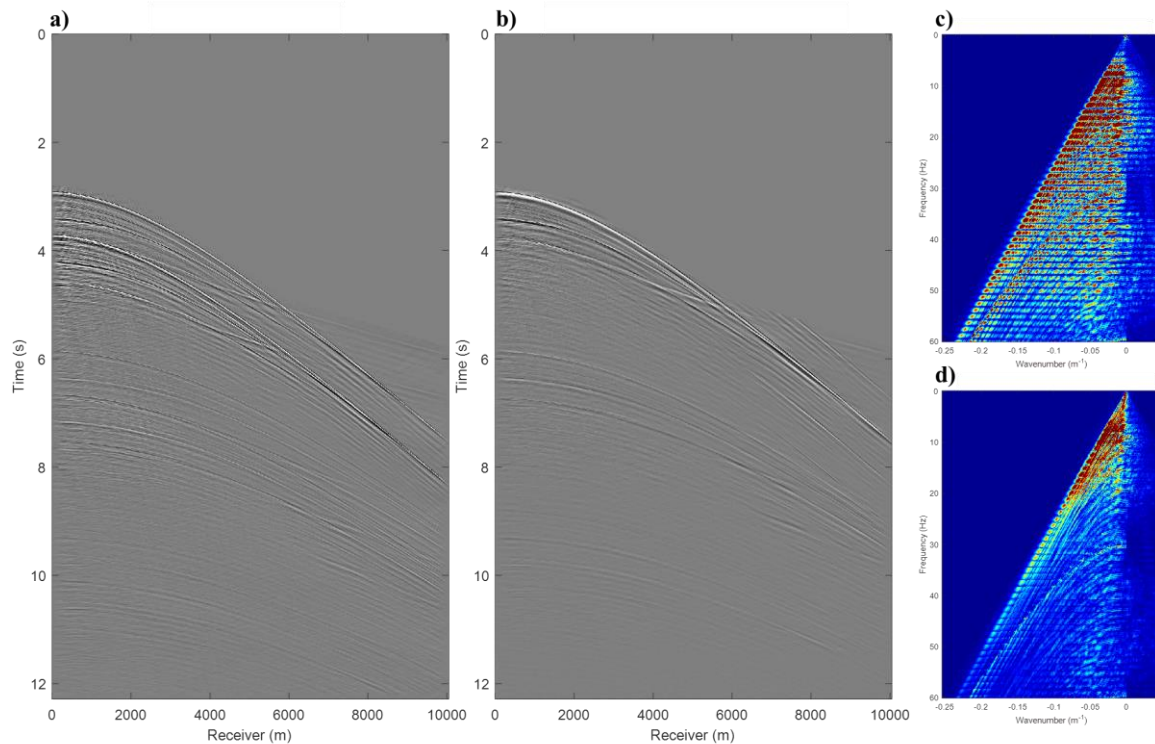 a)
0
2
4
6
8
10
12
Time (s)
0 2000 4000 6000 8000 10000
Receiver (m)
b)
0
2
4
6
8
10
12
Time (s)
0 2000 4000 6000 8000 10000
Receiver (m)
c)
0
10
20
30
40
50
60
Frequency (Hz)
-0.25 -0.2 -0.15 -0.1 -0.05 0
Wavenumber (m⁻¹)
d)
0
10
20
30
40
50
60
Frequency (Hz)
-0.25 -0.2 -0.15 -0.1 -0.05 0
Wavenumber (m⁻¹)